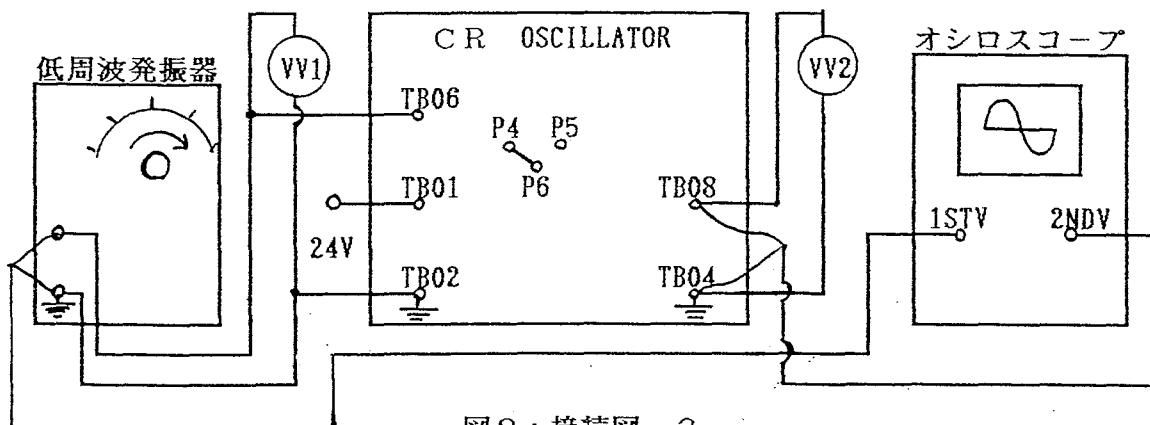 CR OSCILLATOR
オシロスコープ
低周波発振器
VV1
VV2
TB06
P4
P5
P6
TB01
TB08
1STV
2NDV
24V
TB02
TB04